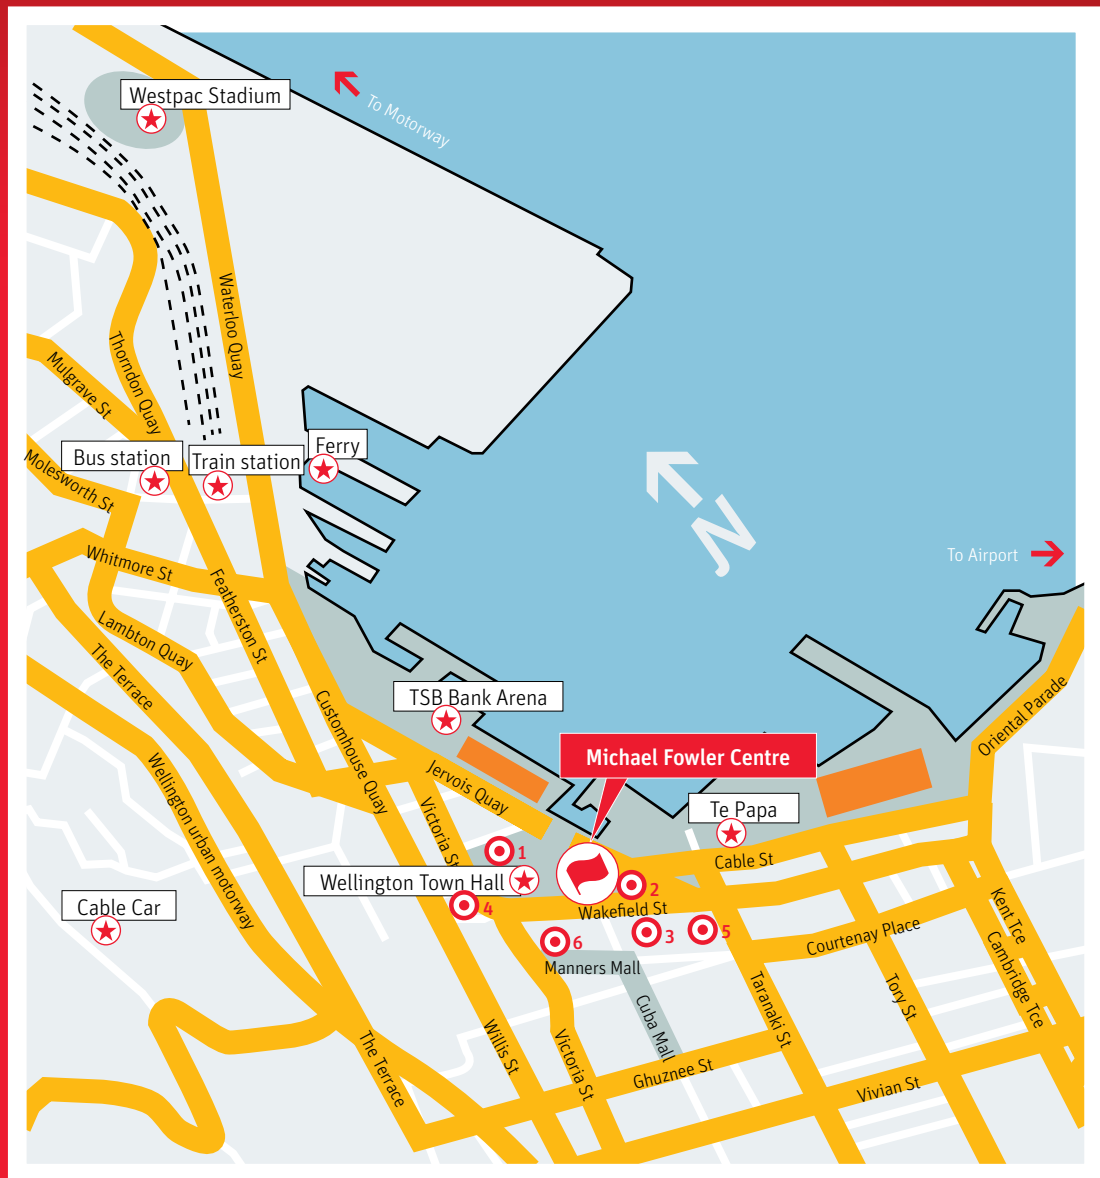 Westpac Stadium
To Motorway
Waterloo Quay
Thorndon Quay
Mulgrave St
Molesworth St
Bus station
Train station
Ferry
N
To Airport
Whitmore St
Featherston St
Lambton Quay
The Terrace
Customhouse Quay
TSB Bank Arena
Oriental Parade
Michael Fowler Centre
Jervois Quay
Wellington urban motorway
Victoria St
Te Papa
Cable St
1
Wellington Town Hall
2
Cable Car
4
Wakefield St
3
5
6
Courtenay Place
Kent Tce
Cambridge Tce
Manners Mall
Cuba Mall
Taranaki St
Tory St
Willis St
Victoria St
The Terrace
Ghuznee St
Vivian St